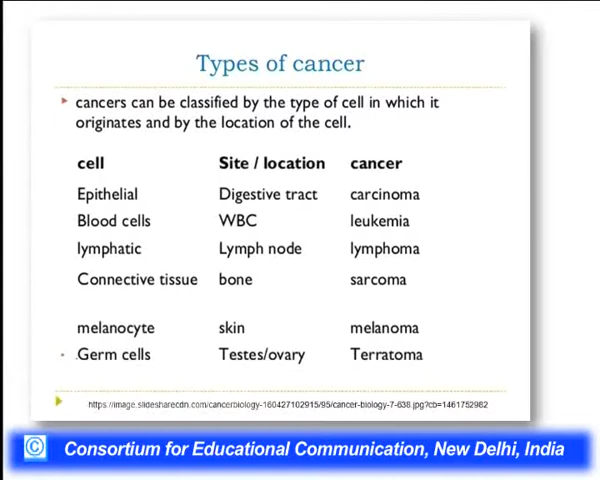 Types of cancer
cancers can be classified by the type of cell in which it
originates and by the location of the cell.
cell Site / location cancer
Epithelial Digestive tract carcinoma
Blood cells WBC leukemia
lymphatic Lymph node lymphoma
Connective tissue bone sarcoma
melanocyte skin melanoma
Germ cells Testes/ovary Terratoma
https://image.slidesharecdn.com/cancerbiology-160427102915/95/cancer-biology-7-638.jpg?cb=1461752982
© Consortium for Educational Communication, New Delhi, India